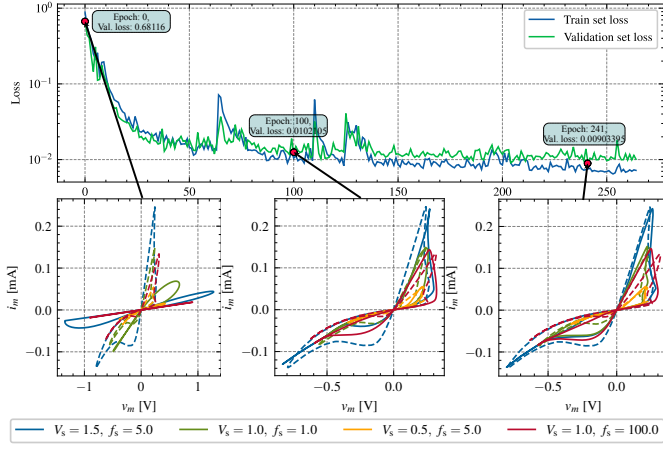 10⁰
10⁻¹
10⁻²
Loss
Epoch: 0,
Val. loss: 0.68116
Epoch: 100,
Val. loss: 0.0102105
Epoch: 241,
Val. loss: 0.00903395
Train set loss
Validation set loss
0 50 100 150 200 250
0.2
0.1
0.0
−0.1
i_m [mA]
−1 0 1
v_m [V]
0.2
0.1
0.0
−0.1
i_m [mA]
−0.5 0.0
v_m [V]
0.2
0.1
0.0
−0.1
i_m [mA]
−0.5 0.0
v_m [V]
V_s = 1.5, f_s = 5.0 V_s = 1.0, f_s = 1.0 V_s = 0.5, f_s = 5.0 V_s = 1.0, f_s = 100.0